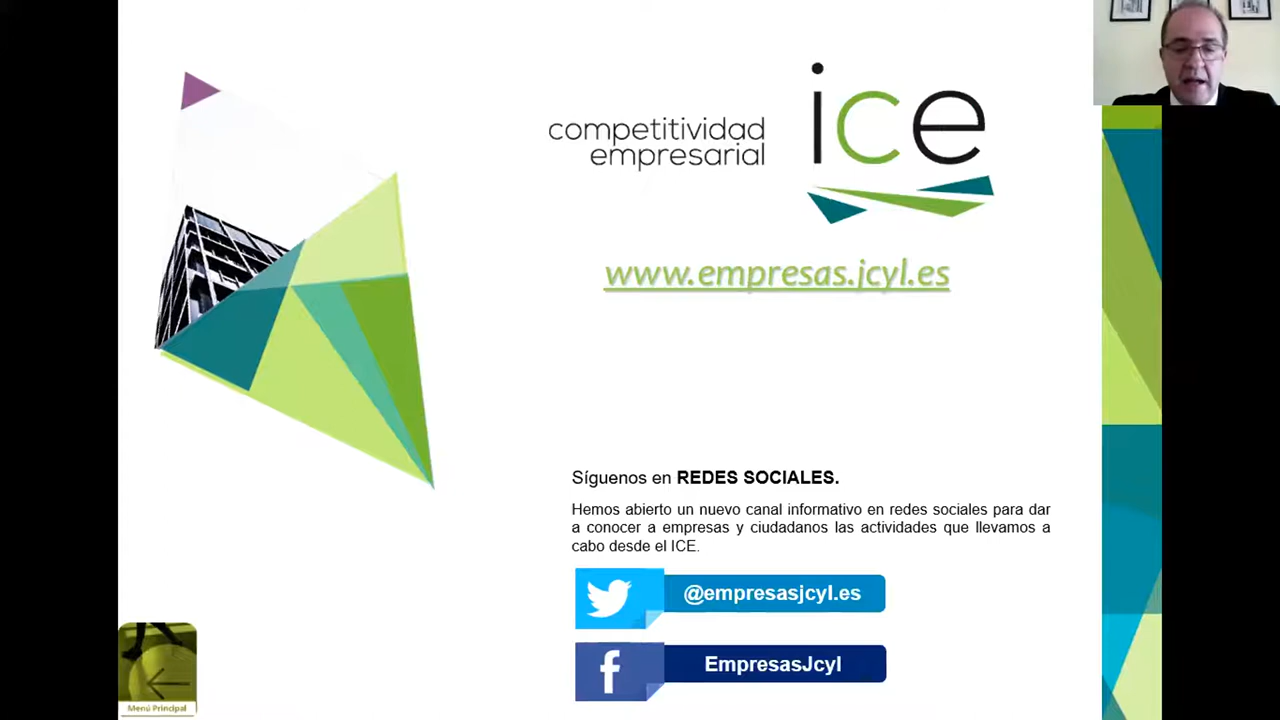 competitividad
empresarial
ice
www.empresas.jcyl.es
Síguenos en REDES SOCIALES.
Hemos abierto un nuevo canal informativo en redes sociales para dar
a conocer a empresas y ciudadanos las actividades que llevamos a
cabo desde el ICE.
@empresasjcyl.es
EmpresasJcyl
Menú Principal